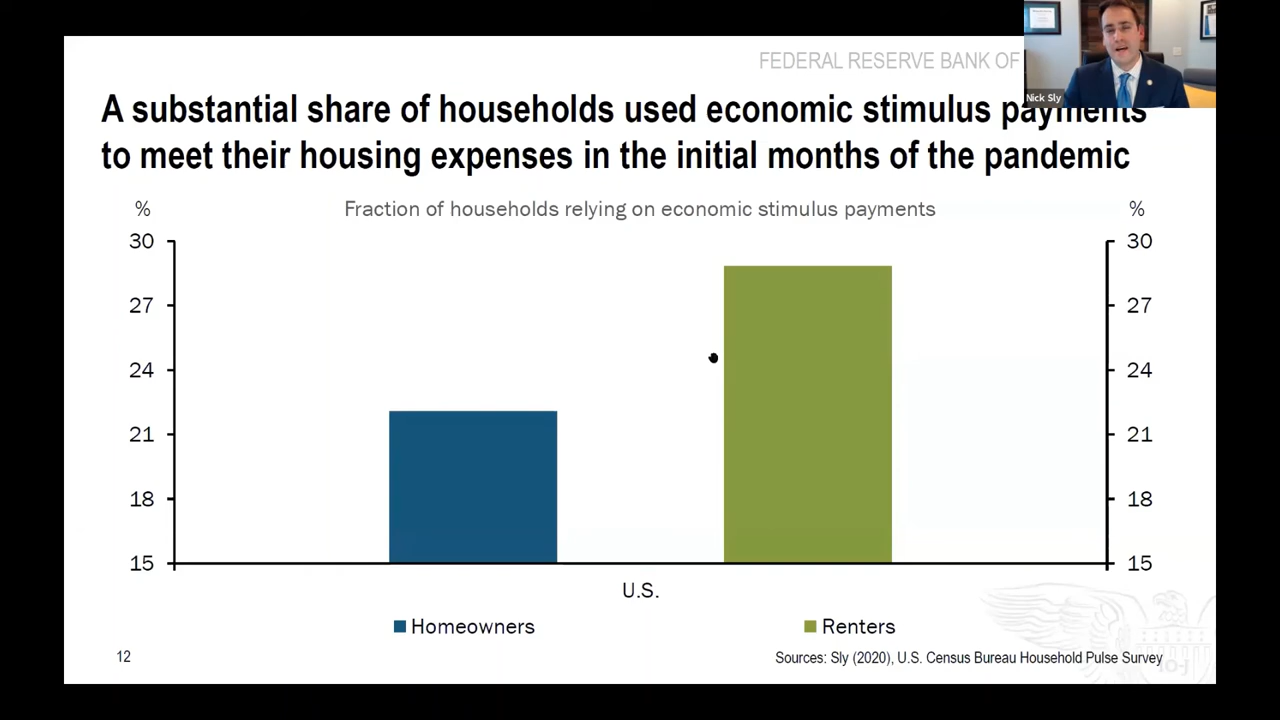 FEDERAL RESERVE BANK OF
Nick Sly
A substantial share of households used economic stimulus payments
to meet their housing expenses in the initial months of the pandemic
% Fraction of households relying on economic stimulus payments %
30 30
27 27
24 24
21 21
18 18
15 15
U.S.
Homeowners Renters
12 Sources: Sly (2020), U.S. Census Bureau Household Pulse Survey
10-J